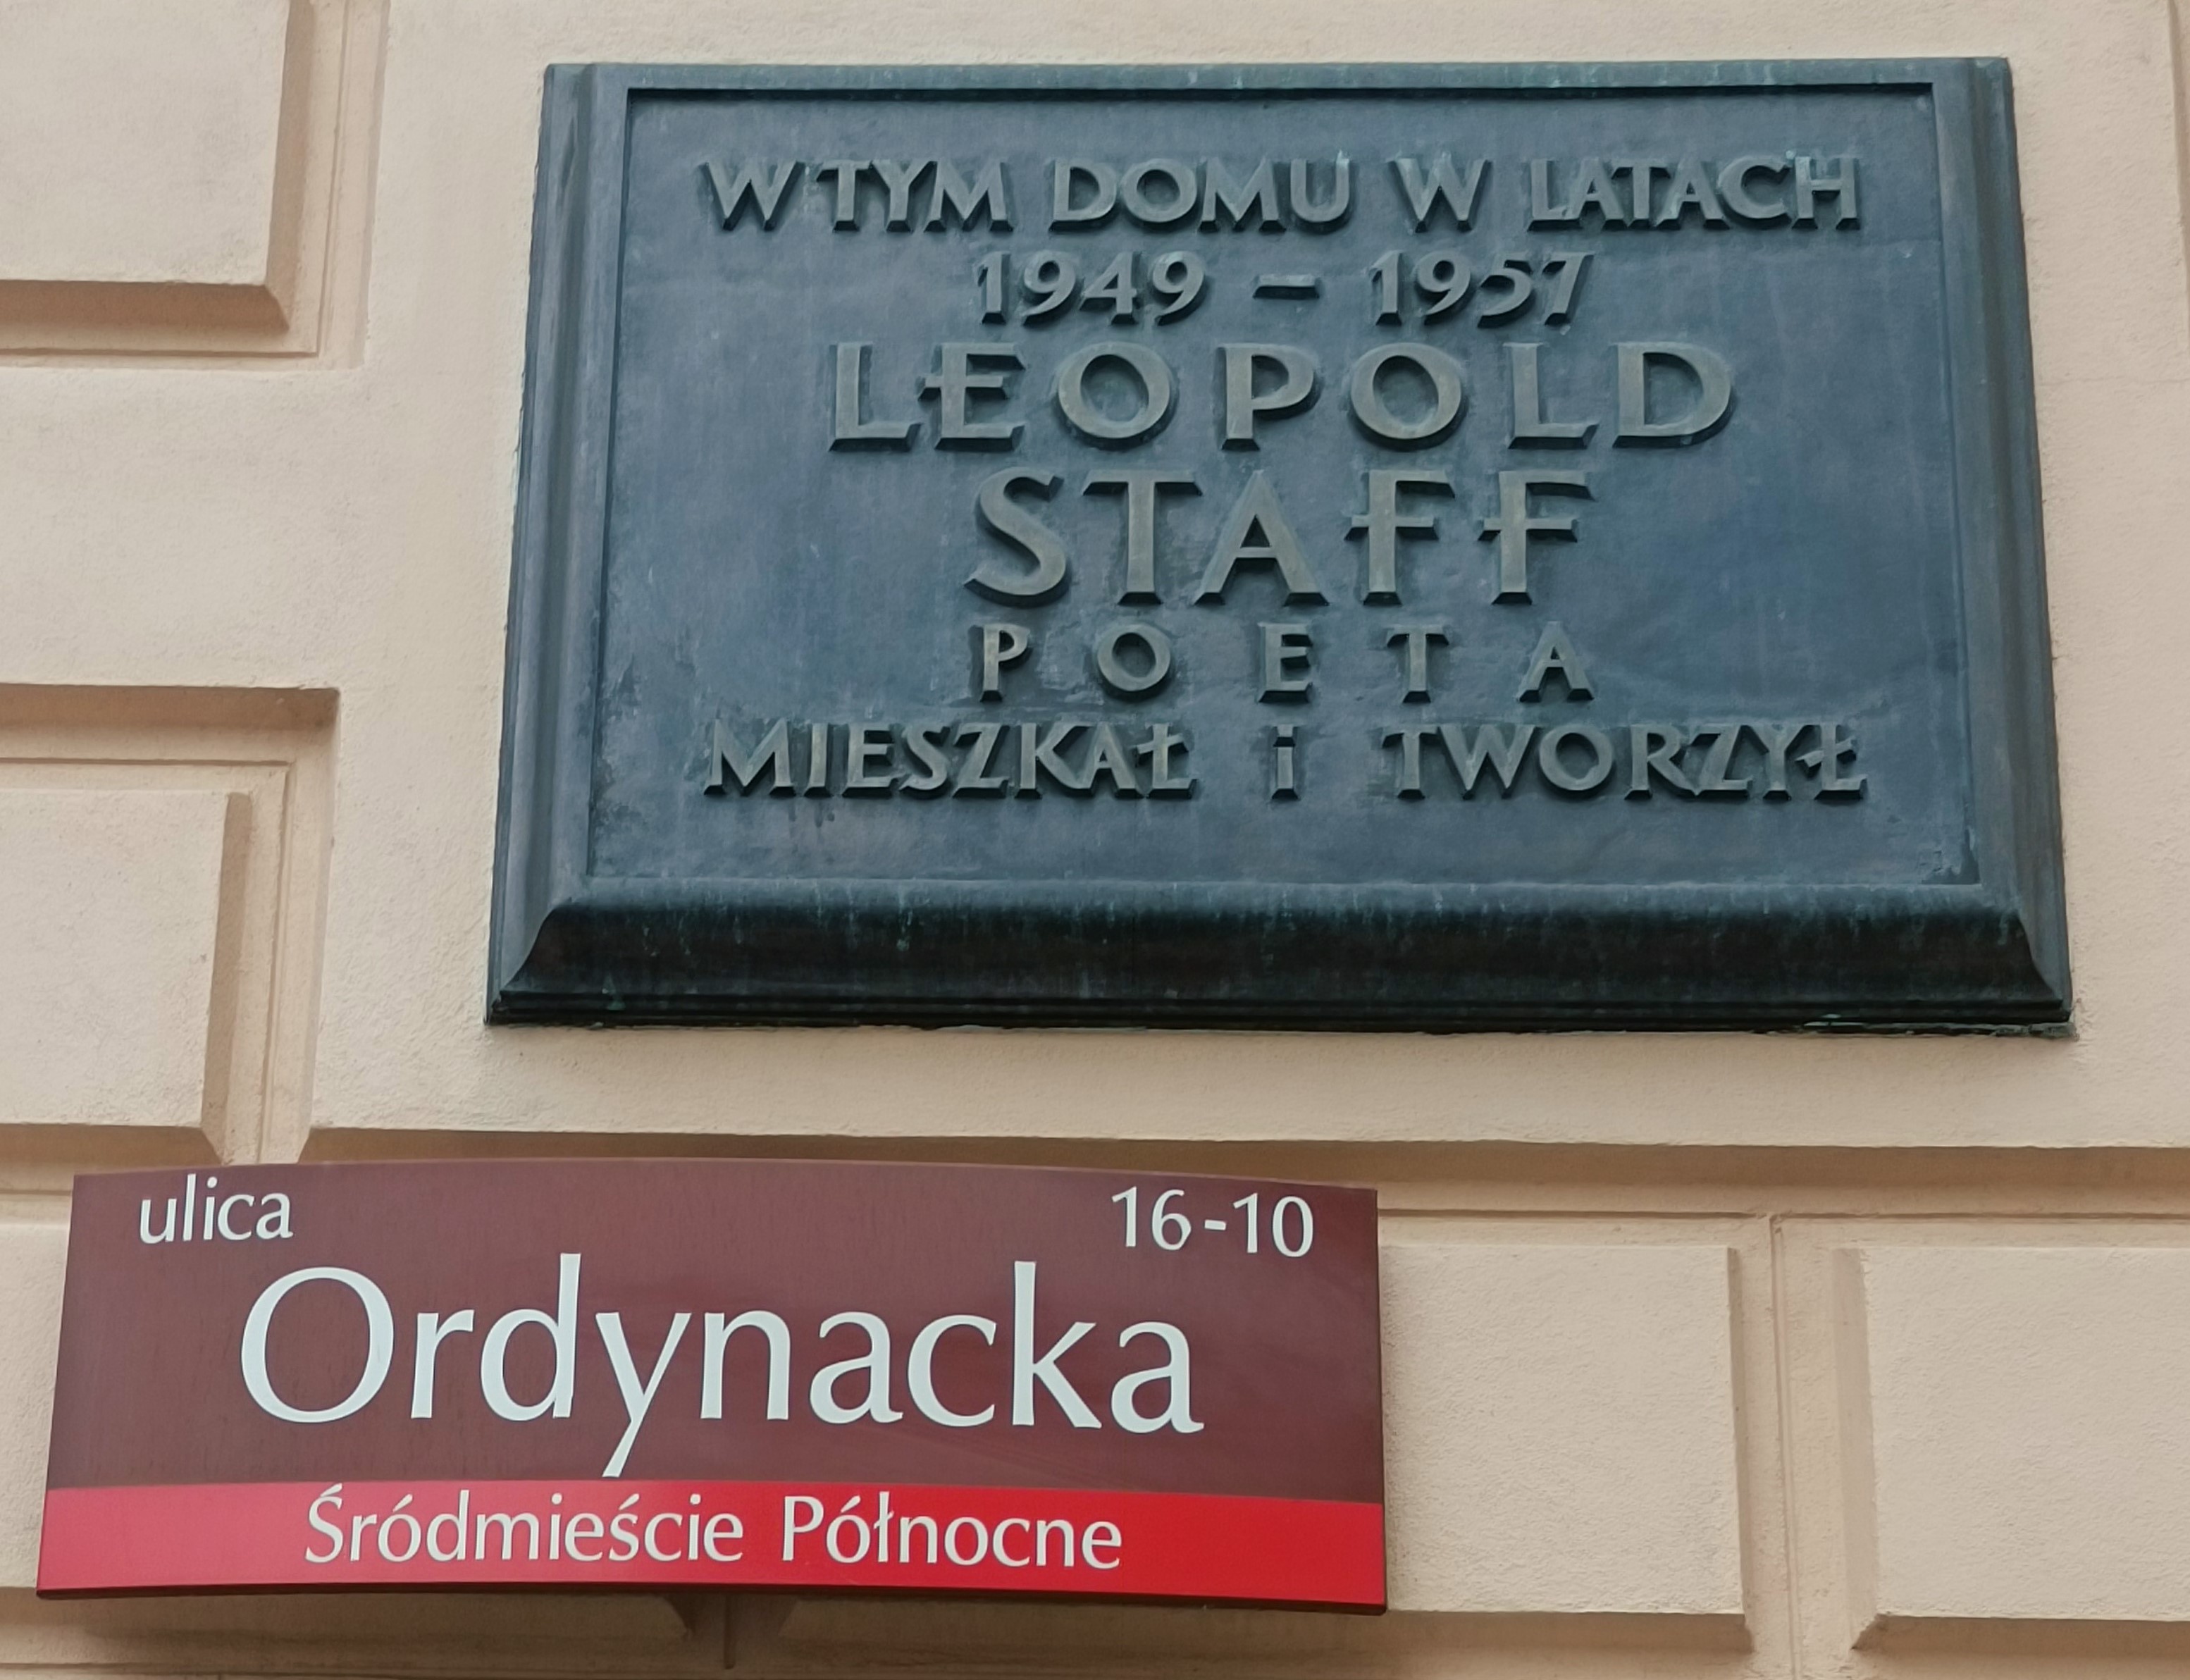 W TYM DOMU W LATACH
1949 – 1957
LEOPOLD
STAFF
POETA
MIESZKAŁ i TWORZYŁ
ulica 16-10
Ordynacka
Śródmieście Północne